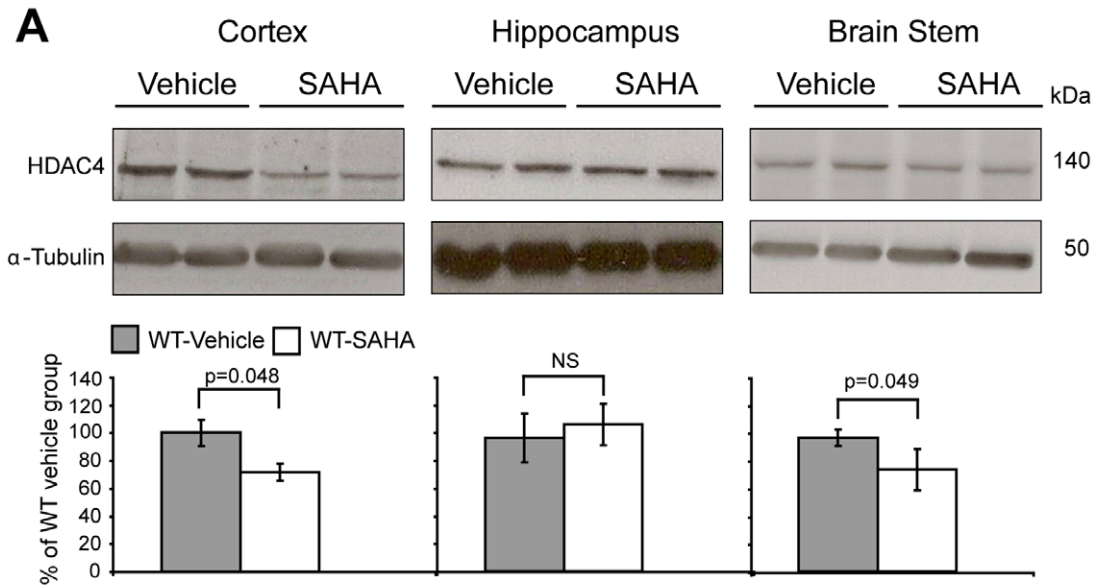 A
Cortex Hippocampus Brain Stem
Vehicle SAHA Vehicle SAHA Vehicle SAHA kDa
HDAC4 140
α-Tubulin 50
WT-Vehicle WT-SAHA
% of WT vehicle group
140
120
100
80
60
40
20
0
p=0.048
NS
p=0.049